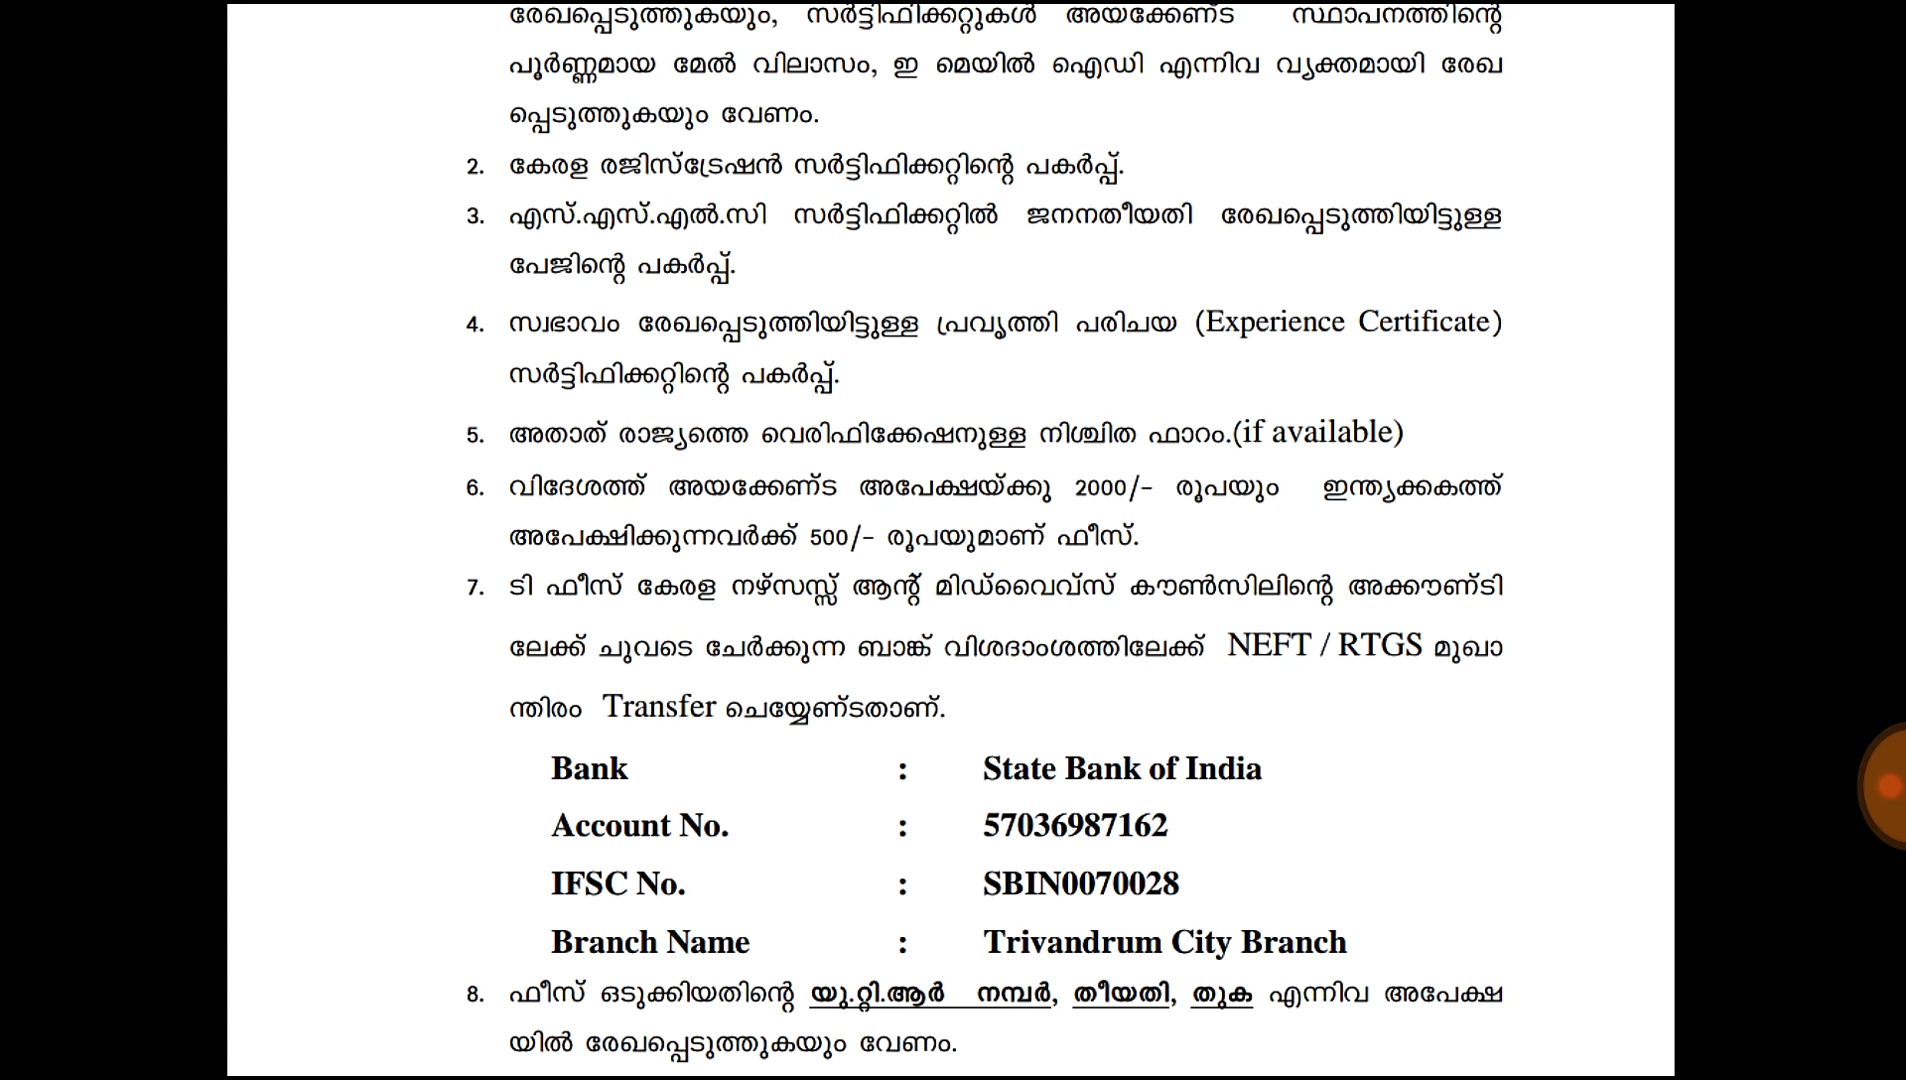 രേഖപ്പെടുത്തുകയും, സർട്ടിഫിക്കറ്റുകൾ അയക്കേണ്ട സ്ഥാപനത്തിന്റെ
പൂർണ്ണമായ മേൽ വിലാസം, ഇ മെയിൽ ഐഡി എന്നിവ വ്യക്തമായി രേഖ
പ്പെടുത്തുകയും വേണം.
2. കേരള രജിസ്ട്രേഷൻ സർട്ടിഫിക്കറ്റിന്റെ പകർപ്പ്.
3. എസ്.എസ്.എൽ.സി സർട്ടിഫിക്കറ്റിൽ ജനനതീയതി രേഖപ്പെടുത്തിയിട്ടുള്ള
പേജിന്റെ പകർപ്പ്.
4. സ്വഭാവം രേഖപ്പെടുത്തിയിട്ടുള്ള പ്രവൃത്തി പരിചയ (Experience Certificate)
സർട്ടിഫിക്കറ്റിന്റെ പകർപ്പ്.
5. അതാത് രാജ്യത്തെ വെരിഫിക്കേഷനുള്ള നിശ്ചിത ഫാറം.(if available)
6. വിദേശത്ത് അയക്കേണ്ട അപേക്ഷയ്ക്കു 2000/- രൂപയും ഇന്ത്യക്കകത്ത്
അപേക്ഷിക്കുന്നവർക്ക് 500/- രൂപയുമാണ് ഫീസ്.
7. ടി ഫീസ് കേരള നഴ്സസ്സ് ആന്റ് മിഡ്വൈവ്സ് കൗൺസിലിന്റെ അക്കൗണ്ടി
ലേക്ക് ചുവടെ ചേർക്കുന്ന ബാങ്ക് വിശദാംശത്തിലേക്ക് NEFT / RTGS മുഖാ
ന്തിരം Transfer ചെയ്യേണ്ടതാണ്.
Bank : State Bank of India
Account No. : 57036987162
IFSC No. : SBIN0070028
Branch Name : Trivandrum City Branch
8. ഫീസ് ഒടുക്കിയതിന്റെ യു.റ്റി.ആർ നമ്പർ, തീയതി, തുക എന്നിവ അപേക്ഷ
യിൽ രേഖപ്പെടുത്തുകയും വേണം.